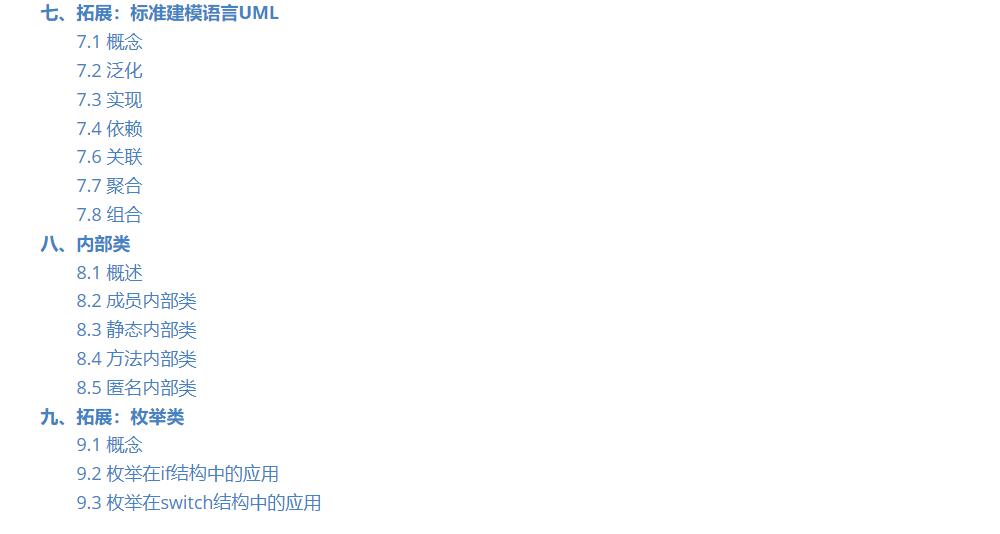 七、拓展：标准建模语言UML
7.1 概念
7.2 泛化
7.3 实现
7.4 依赖
7.6 关联
7.7 聚合
7.8 组合
八、内部类
8.1 概述
8.2 成员内部类
8.3 静态内部类
8.4 方法内部类
8.5 匿名内部类
九、拓展：枚举类
9.1 概念
9.2 枚举在if结构中的应用
9.3 枚举在switch结构中的应用